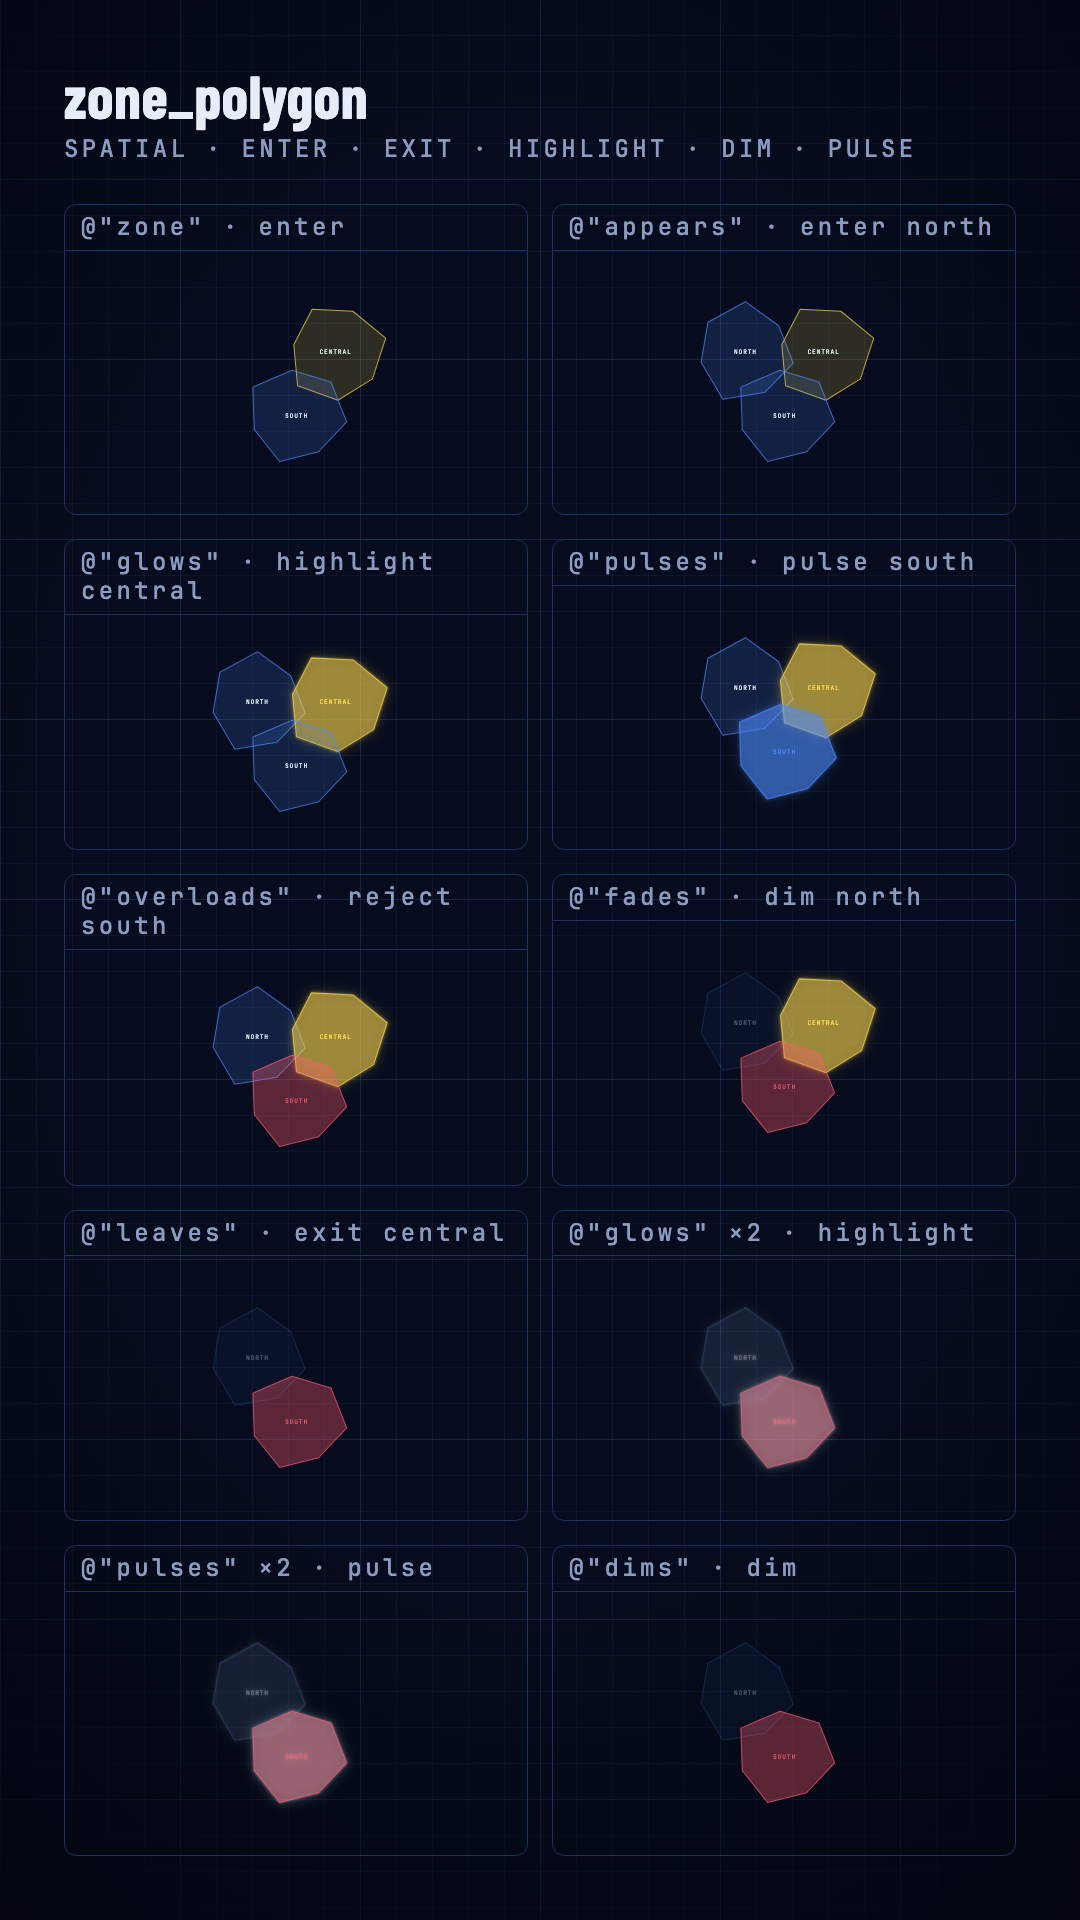 zone_polygon
SPATIAL · ENTER · EXIT · HIGHLIGHT · DIM · PULSE
@"zone" · enter
CENTRAL
SOUTH
@"appears" · enter north
NORTH
CENTRAL
SOUTH
@"glows" · highlight
central
NORTH
CENTRAL
SOUTH
@"pulses" · pulse south
NORTH
CENTRAL
SOUTH
@"overloads" · reject
south
NORTH
CENTRAL
SOUTH
@"fades" · dim north
NORTH
CENTRAL
SOUTH
@"leaves" · exit central
NORTH
SOUTH
@"glows" ×2 · highlight
NORTH
SOUTH
@"pulses" ×2 · pulse
NORTH
SOUTH
@"dims" · dim
NORTH
SOUTH